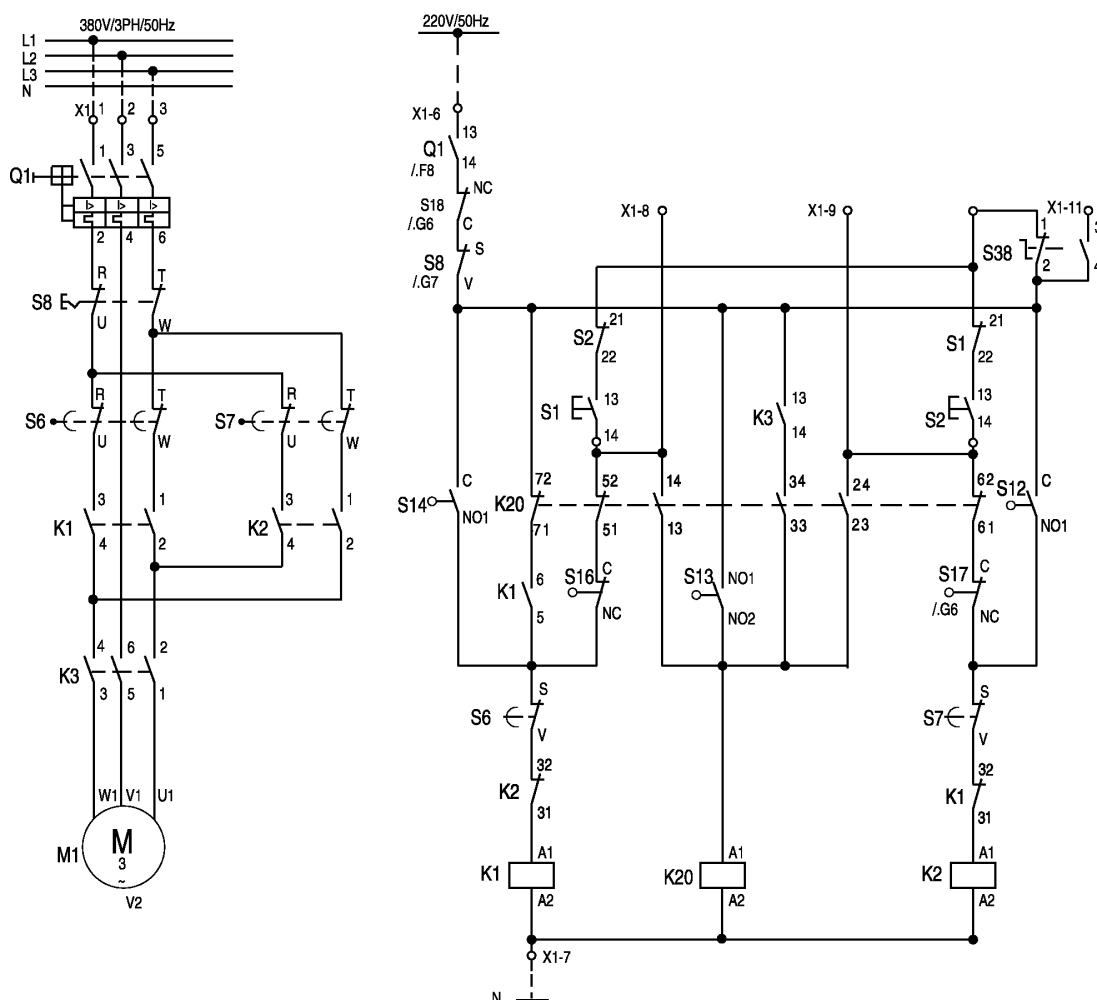 380V/3PH/50Hz
220V/50Hz
L1
L2
L3
N
X1 1 2 3
X1-6
13
Q1
/.F8
14
1 3 5
Q1
I> I> I>
2 4 6
NC
S18
/.G6
C
S
S8
/.G7
V
X1-8
X1-9
X1-11
1
S38
2
3
4
R T
S8
U W
21
S2
22
21
S1
22
R T R T
S6 S7
U W U W
13
S1
14
13
K3
14
13
S2
14
C
S14
NO1
72
K20
71
52
51
14
13
34
33
24
23
62
61
C
S12
NO1
3 1 3 1
K1 K2
4 2 4 2
6
K1
5
C
S16
NC
NO1
S13
NO2
C
S17
/.G6
NC
4 6 2
K3
3 5 1
S
S6
V
S
S7
V
32
K2
31
32
K1
31
W1 V1 U1
M1
M
3
~
V2
A1
K1
A2
A1
K20
A2
A1
K2
A2
X1-7
N